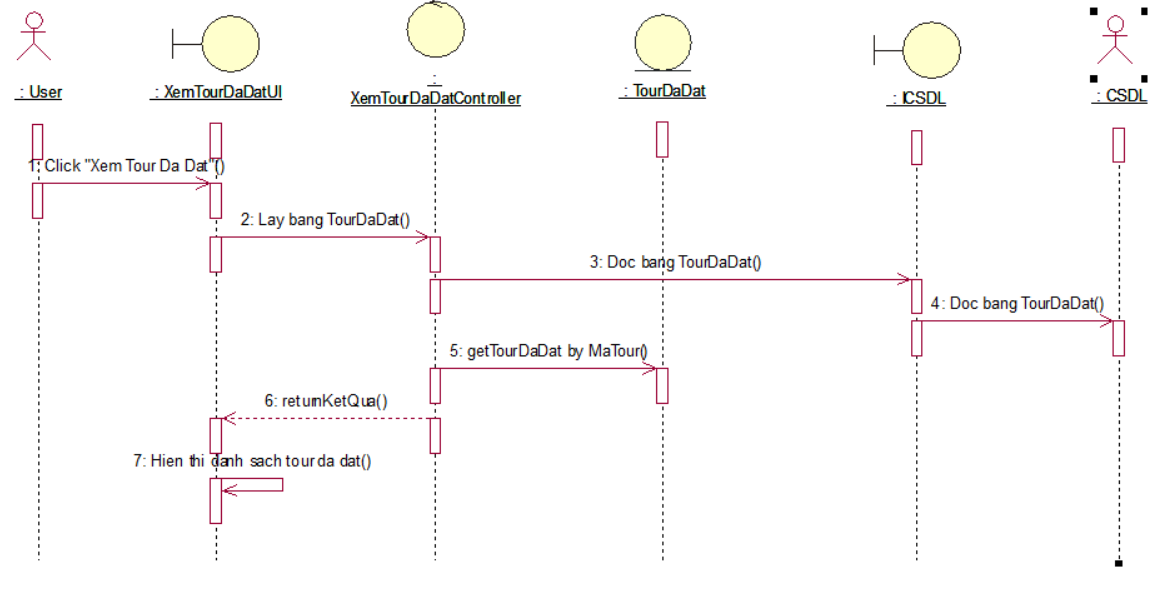 : User
: XemTourDaDatUI
:
XemTourDaDatController
: TourDaDat
: ICSDL
: CSDL
1: Click "Xem Tour Da Dat"()
2: Lay bang TourDaDat()
3: Doc bang TourDaDat()
4: Doc bang TourDaDat()
5: getTourDaDat by MaTour()
6: returnKetQua()
7: Hien thi danh sach tour da dat()